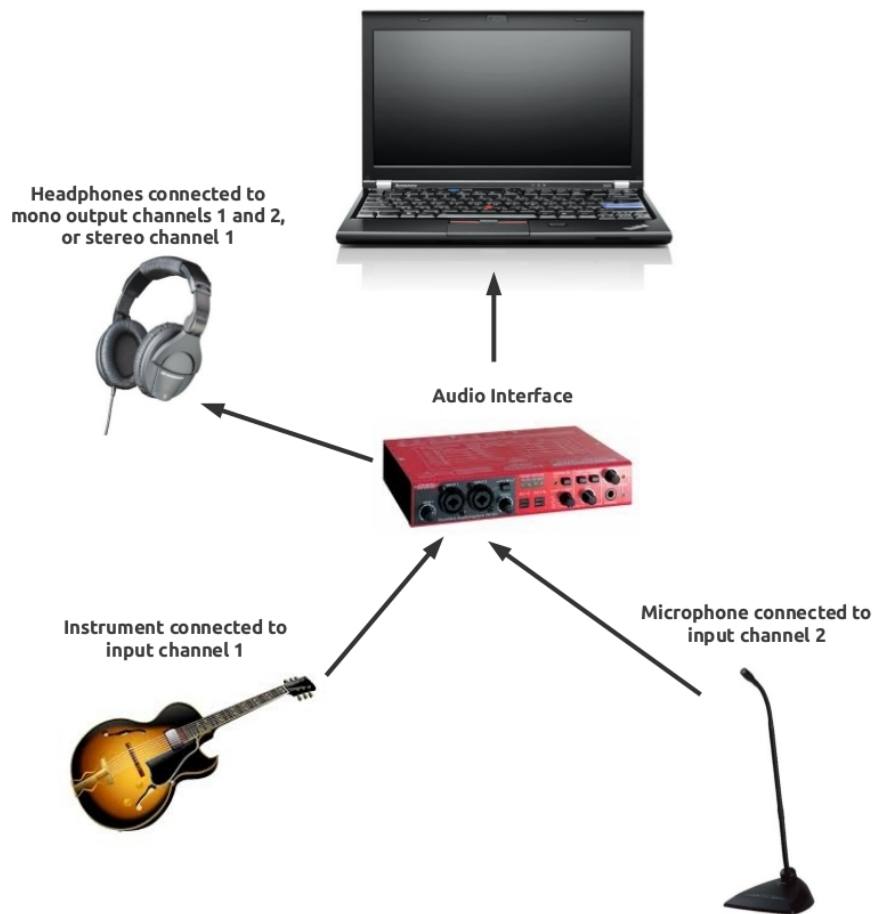 Headphones connected to
mono output channels 1 and 2,
or stereo channel 1
Audio Interface
Instrument connected to
input channel 1
Microphone connected to
input channel 2